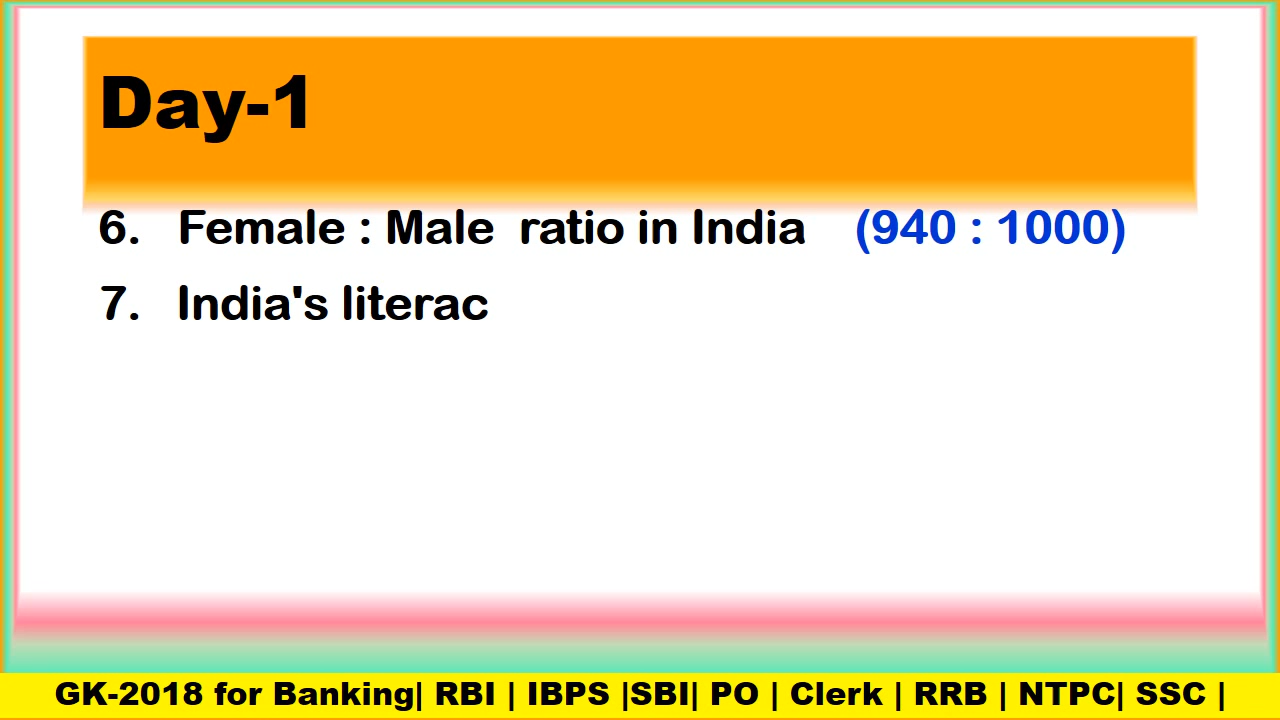 Day-1
6. Female : Male ratio in India (940 : 1000)
7. India's literac
GK-2018 for Banking| RBI | IBPS |SBI| PO | Clerk | RRB | NTPC| SSC |